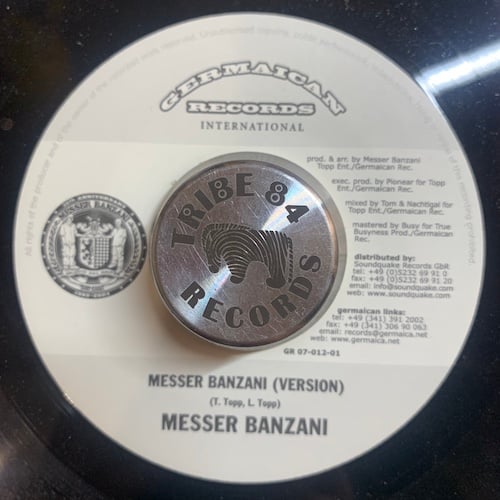 GERMAICAN
RECORDS
INTERNATIONAL
prod. & arr. by Messer Banzani
Topp Ent./Germaican Rec.
exec. prod. by Pionear for Topp
Ent./Germaican Rec.
mixed by Tom & Nachtigal for
Topp Ent./Germaican Rec.
mastered by Busy for True
Busyness Prod./Germaican
Rec.
distributed by:
Soundquake Records GbR
tel: +49 (0)5232 69 91 0
fax: +49 (0)5232 69 91 20
email: info@soundquake.com
web: www.soundquake.com
germaican links:
tel: +49 (341) 391 2002
fax: +49 (341) 306 90 063
email: records@germaica.net
web: www.germaica.net
GR 07-012-01
TRIBE 84
RECORDS
MESSER BANZANI
MESSER BANZANI (VERSION)
(T. Topp, L. Topp)
MESSER BANZANI